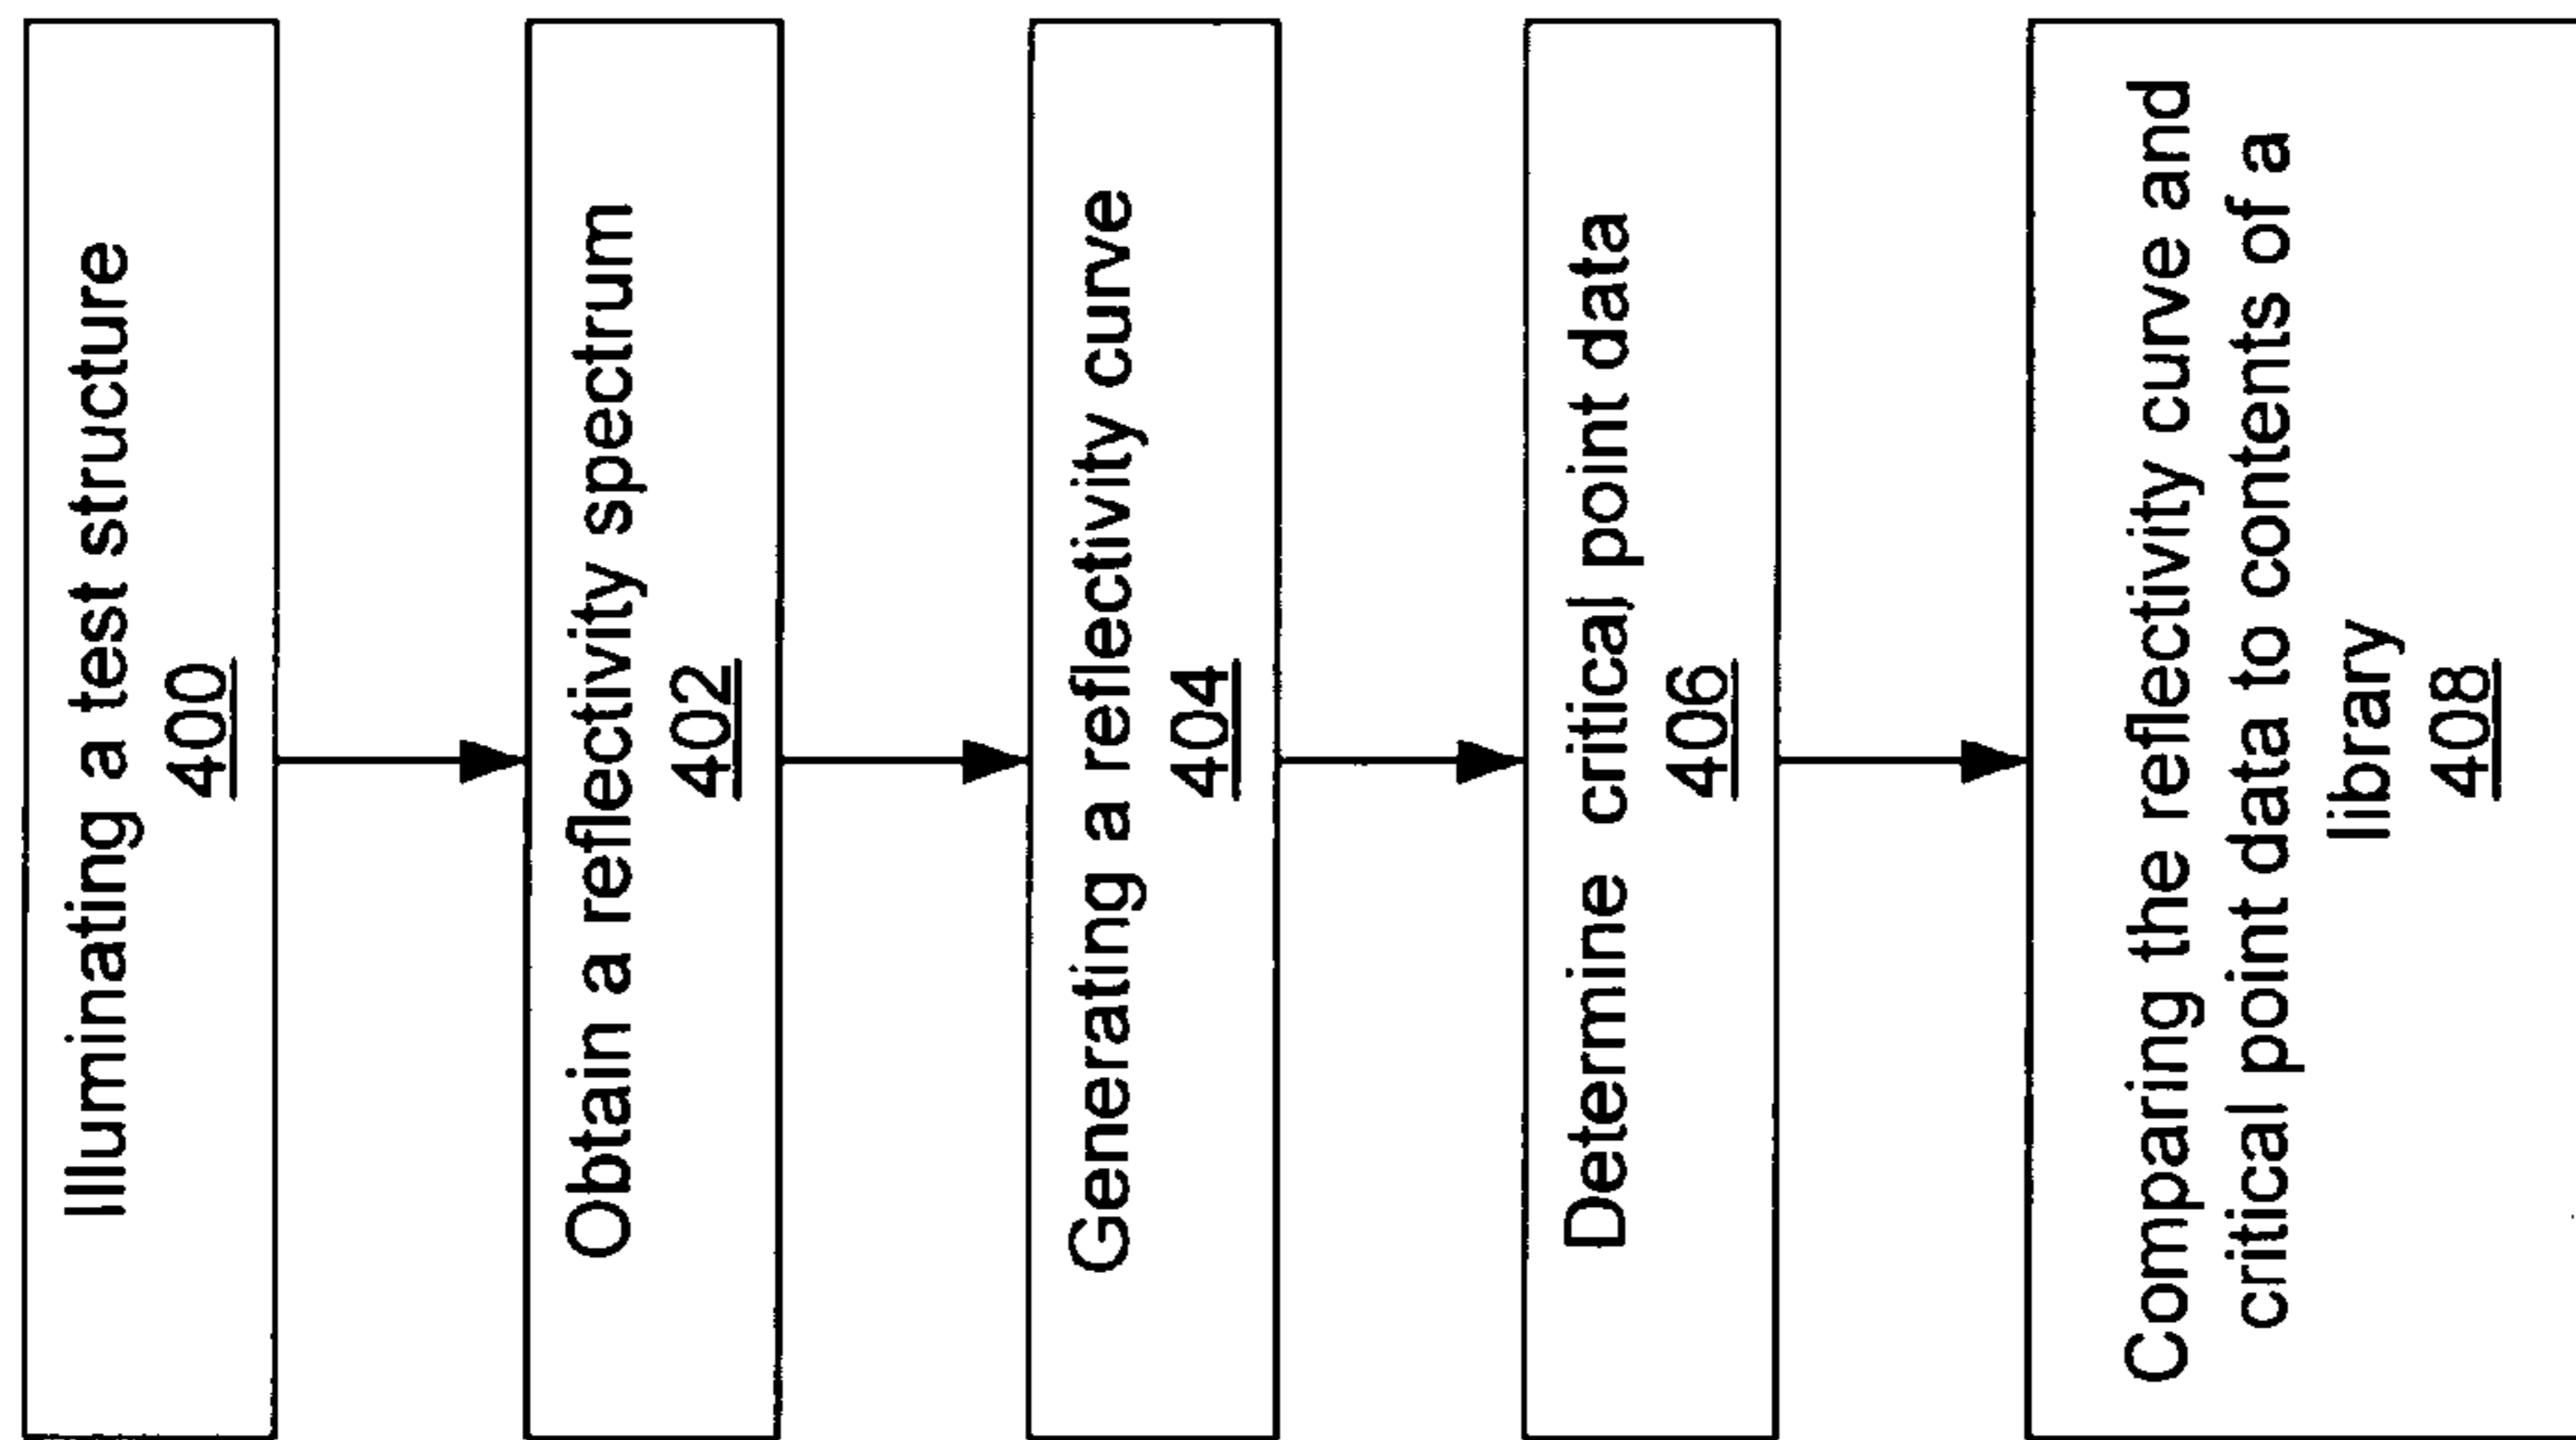 Illuminating a test structure
400
Obtain a reflectivity spectrum
402
Generating a reflectivity curve
404
Determine critical point data
406
Comparing the reflectivity curve and
critical point data to contents of a
library
408